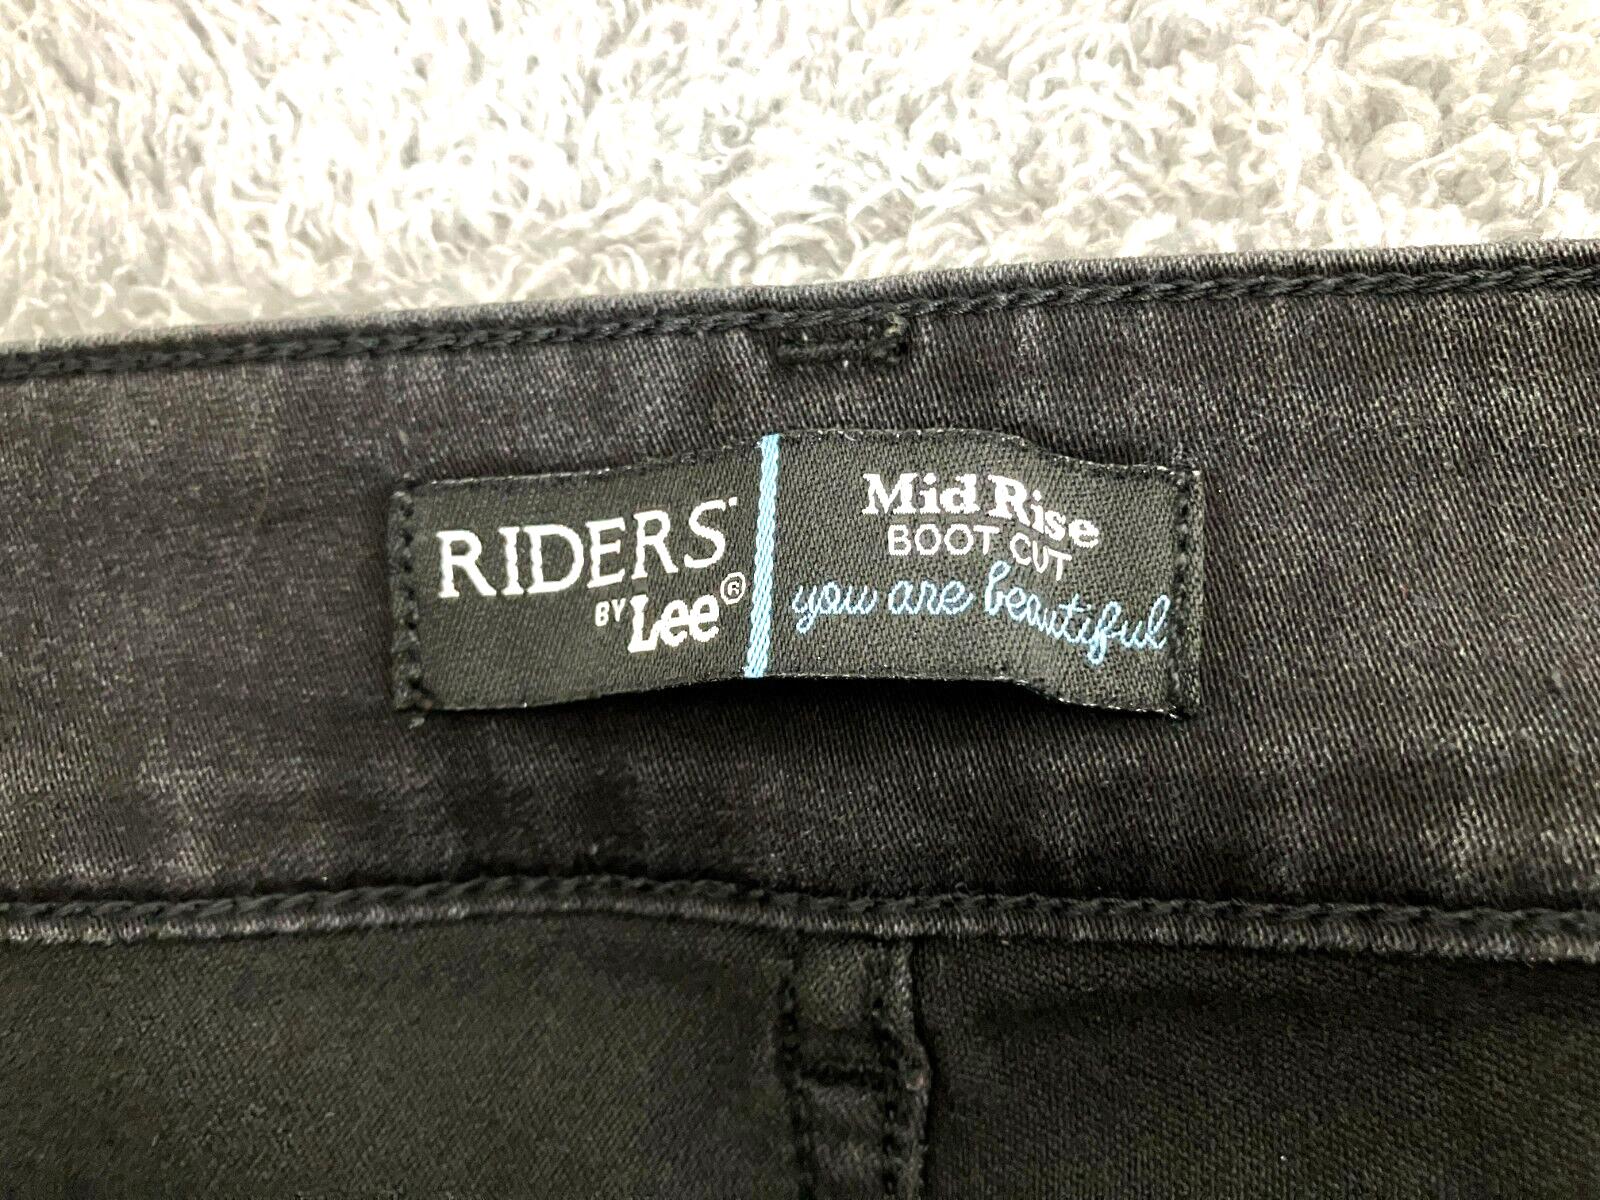 RIDERS
BY Lee®
Mid Rise
BOOT CUT
you are beautiful